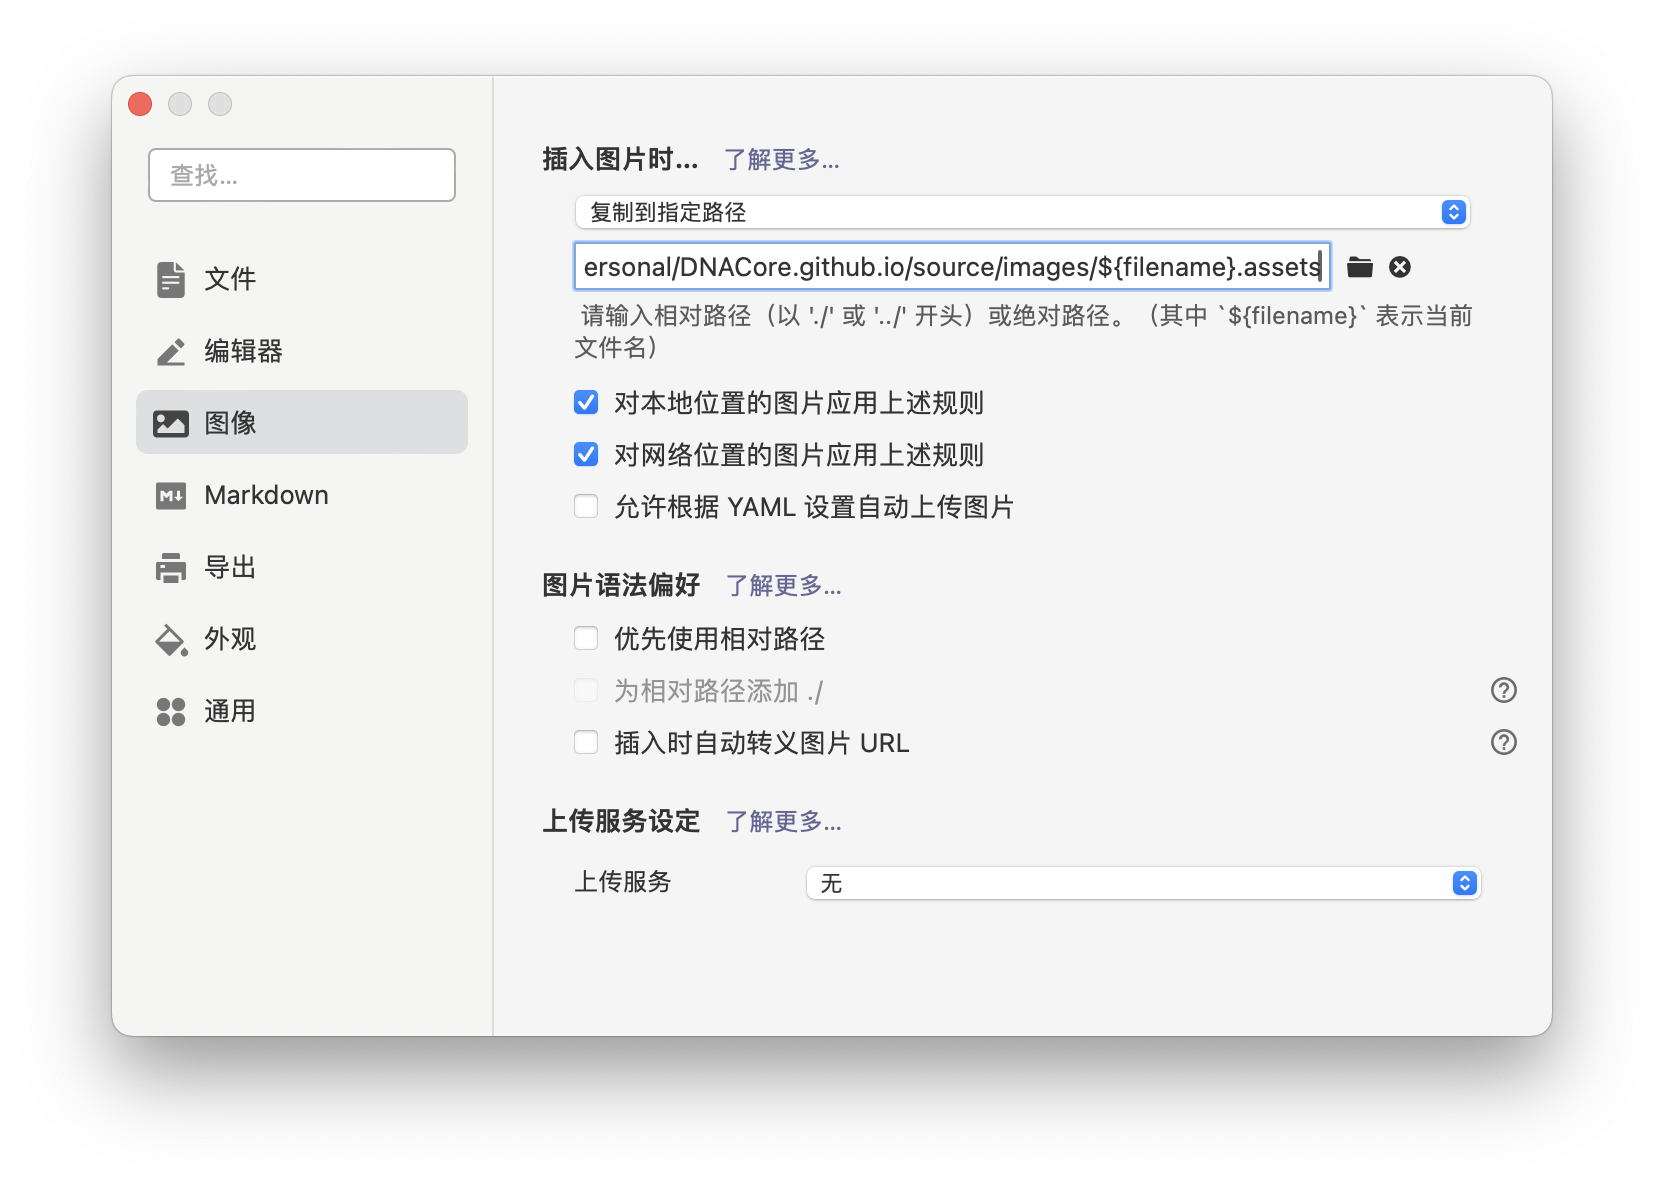 查找...
文件
编辑器
图像
Markdown
导出
外观
通用
插入图片时... 了解更多...
复制到指定路径
ersonal/DNACore.github.io/source/images/${filename}.assets
请输入相对路径（以 './' 或 '../' 开头）或绝对路径。（其中 `${filename}` 表示当前
文件名）
对本地位置的图片应用上述规则
对网络位置的图片应用上述规则
允许根据 YAML 设置自动上传图片
图片语法偏好 了解更多...
优先使用相对路径
为相对路径添加 ./
插入时自动转义图片 URL
上传服务设定 了解更多...
上传服务 无